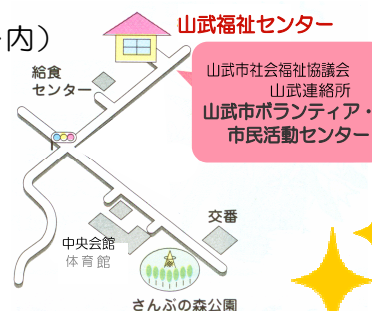 内）
山武福祉センター
給食
センター
山武市社会福祉協議会
山武連絡所
山武市ボランティア・
市民活動センター
交番
中央会館
体育館
さんぶの森公園